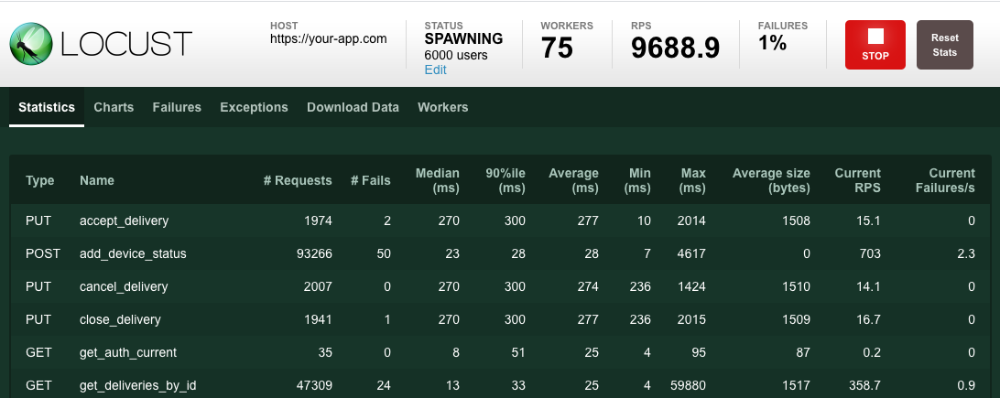 LOCUST
HOST
https://your-app.com
STATUS
SPAWNING
6000 users
Edit
WORKERS
75
RPS
9688.9
FAILURES
1%
STOP
Reset
Stats
Statistics Charts Failures Exceptions Download Data Workers
Type Name # Requests # Fails Median (ms) 90%ile (ms) Average (ms) Min (ms) Max (ms) Average size (bytes) Current RPS Current Failures/s
PUT accept_delivery 1974 2 270 300 277 10 2014 1508 15.1 0
POST add_device_status 93266 50 23 28 28 7 4617 0 703 2.3
PUT cancel_delivery 2007 0 270 300 274 236 1424 1510 14.1 0
PUT close_delivery 1941 1 270 300 277 236 2015 1509 16.7 0
GET get_auth_current 35 0 8 51 25 4 95 87 0.2 0
GET get_deliveries_by_id 47309 24 13 33 25 4 59880 1517 358.7 0.9